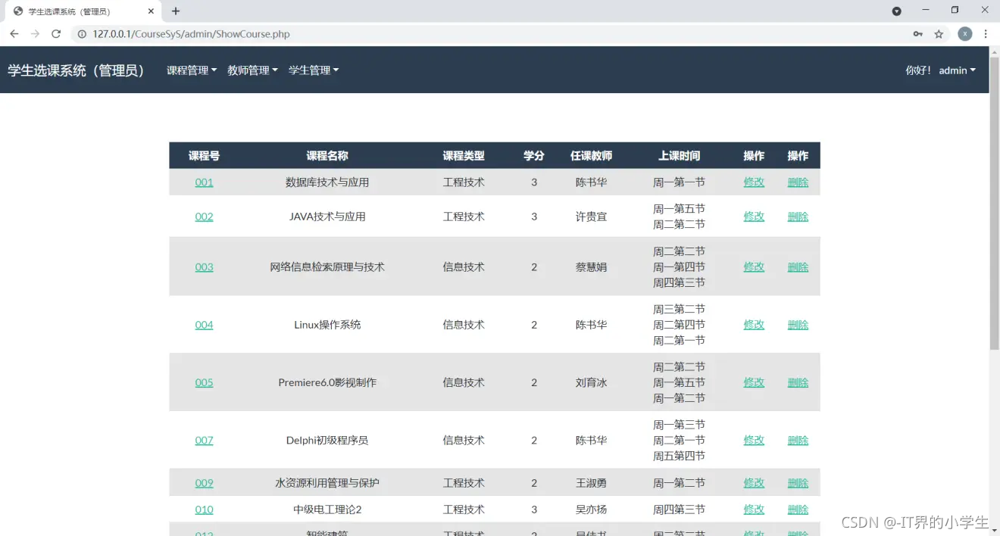 学生选课系统（管理员）
127.0.0.1/CourseSyS/admin/ShowCourse.php
x
学生选课系统（管理员） 课程管理 教师管理 学生管理 你好！ admin
课程号 课程名称 课程类型 学分 任课教师 上课时间 操作 操作
001 数据库技术与应用 工程技术 3 陈书华 周一第一节 修改 删除
002 JAVA技术与应用 工程技术 3 许贵宜 周一第五节 修改 删除
周二第二节
003 网络信息检索原理与技术 信息技术 2 蔡慧娟 周二第二节 修改 删除
周一第四节
周四第三节
004 Linux操作系统 信息技术 2 陈书华 周三第二节 修改 删除
周二第四节
周二第一节
005 Premiere6.0影视制作 信息技术 2 刘育冰 周二第二节 修改 删除
周一第五节
周一第二节
007 Delphi初级程序员 信息技术 2 陈书华 周一第三节 修改 删除
周二第一节
周五第四节
009 水资源利用管理与保护 工程技术 2 王淑勇 周一第二节 修改 删除
010 中级电工理论2 工程技术 3 吴亦扬 周四第三节 修改 删除
智能建筑 工程技术 周二第二节 修改 删除
CSDN @-IT界的小学生